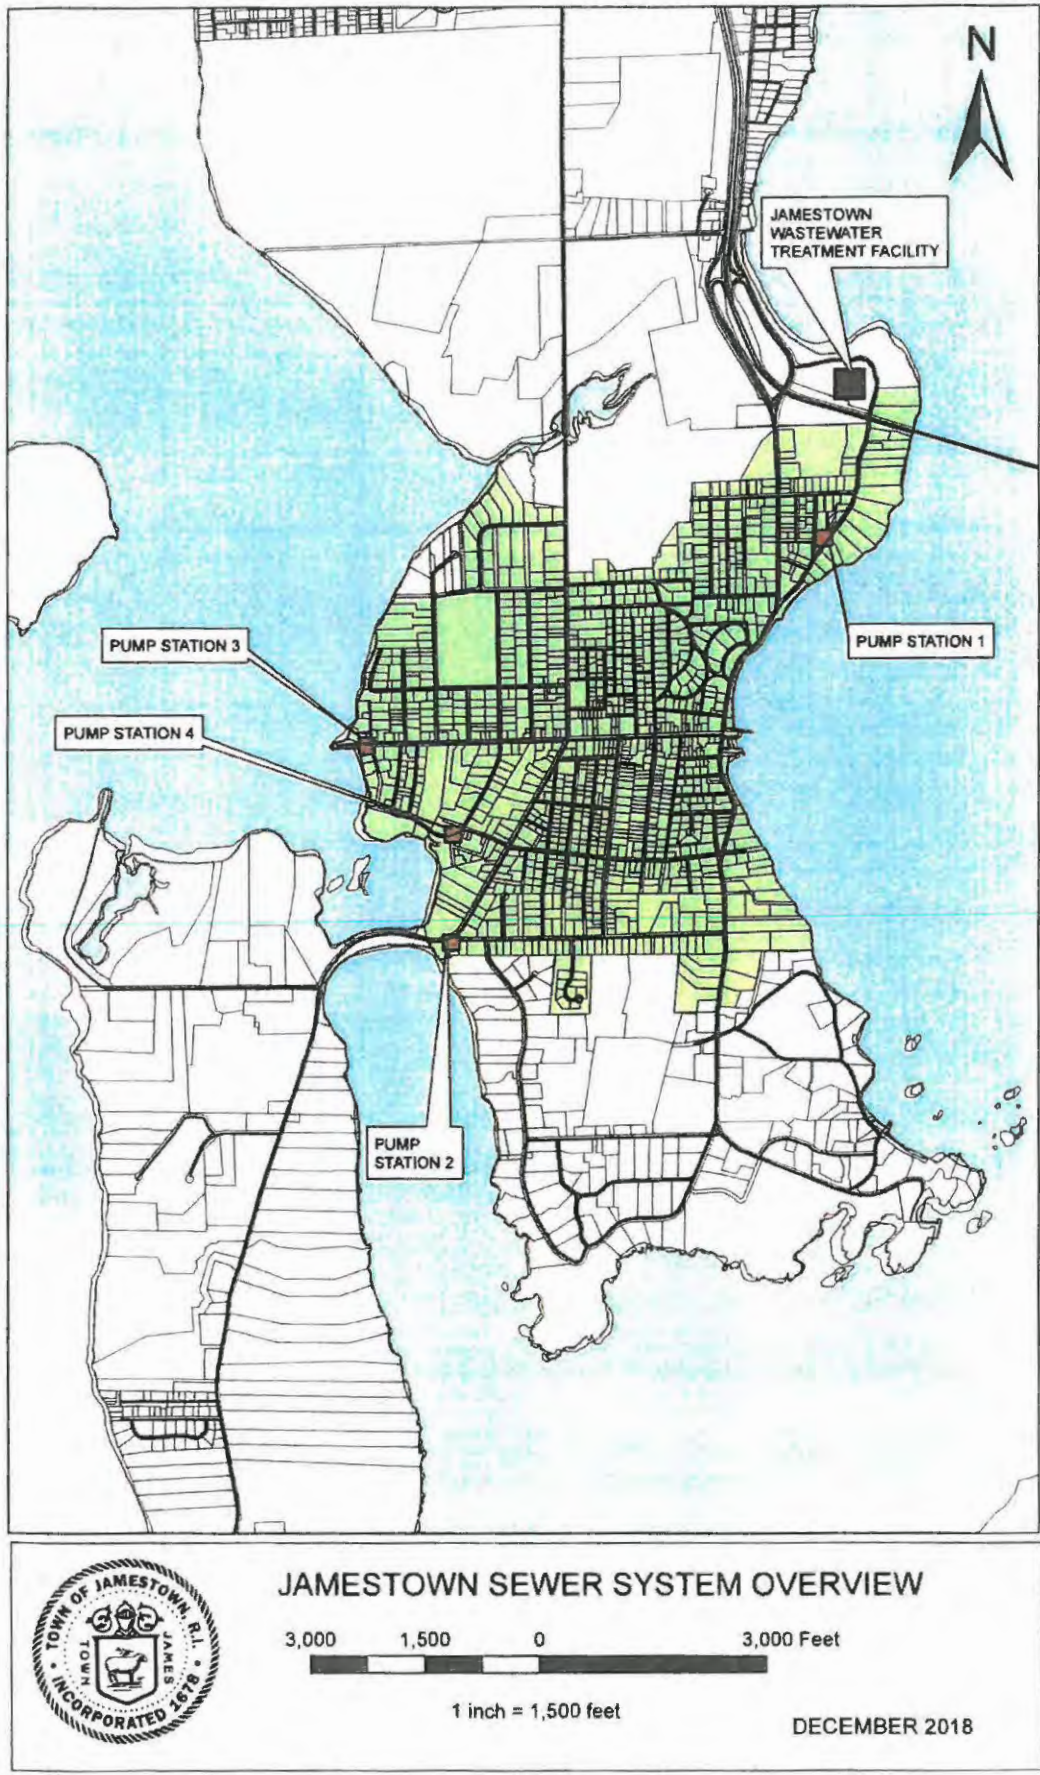 N
JAMESTOWN
WASTEWATER
TREATMENT FACILITY
PUMP STATION 3
PUMP STATION 1
PUMP STATION 4
PUMP
STATION 2
TOWN OF JAMESTOWN, R.I.
INCORPORATED 1678
JAMES
TOWN
JAMESTOWN SEWER SYSTEM OVERVIEW
3,000 1,500 0 3,000 Feet
1 inch = 1,500 feet
DECEMBER 2018